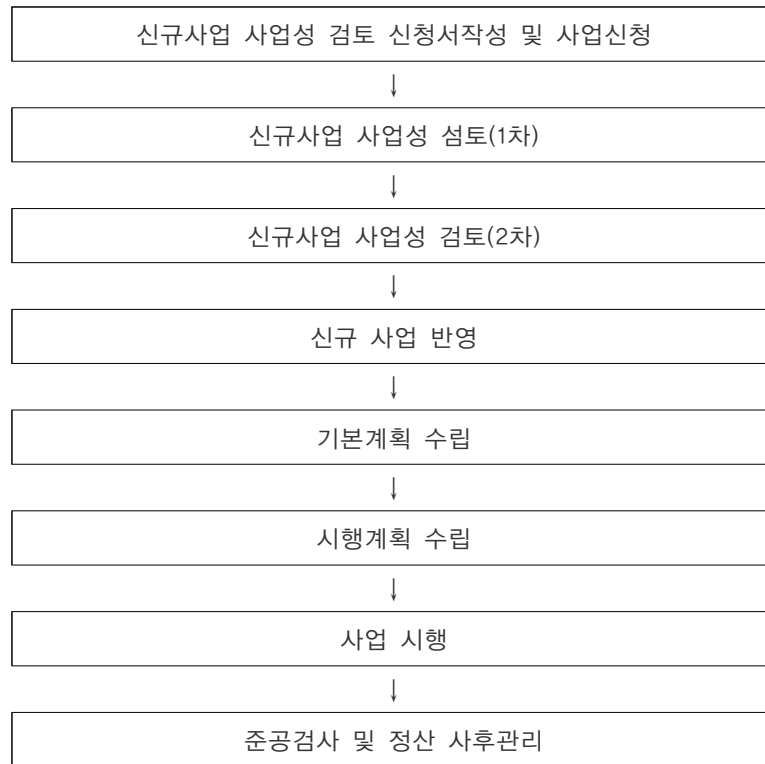 신규사업 사업성 검토 신청서작성 및 사업신청
↓
신규사업 사업성 섬토(1차)
↓
신규사업 사업성 검토(2차)
↓
신규 사업 반영
↓
기본계획 수립
↓
시행계획 수립
↓
사업 시행
↓
준공검사 및 정산 사후관리